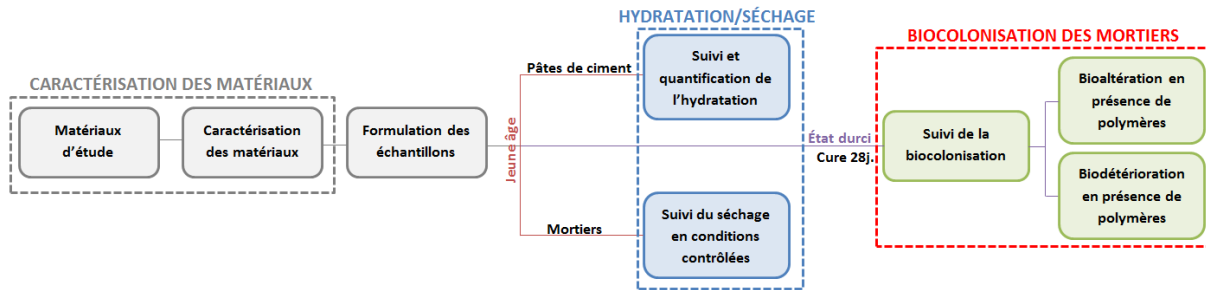 CARACTÉRISATION DES MATÉRIAUX
Matériaux
d'étude
Caractérisation
des matériaux
Formulation des
échantillons
Jeune âge
Pâtes de ciment
Mortiers
HYDRATATION/SÉCHAGE
Suivi et
quantification de
l'hydratation
Suivi du séchage
en conditions
contrôlées
État durci
Cure 28j.
BIOCOLONISATION DES MORTIERS
Suivi de la
biocolonisation
Bioaltération en
présence de
polymères
Biodétérioration
en présence de
polymères